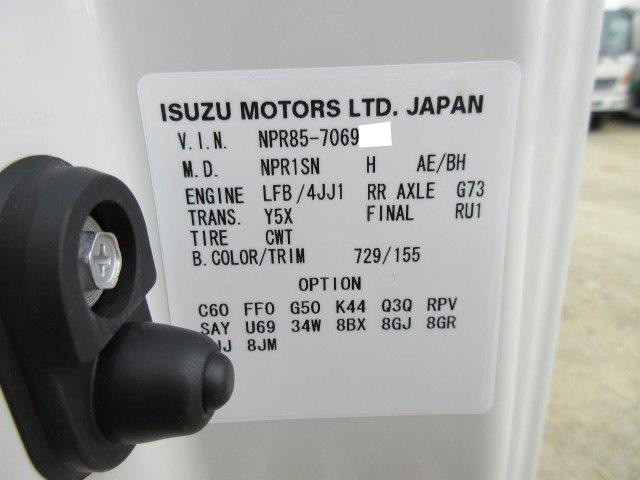 ISUZU MOTORS LTD. JAPAN
V.I.N. NPR85-7069
M.D. NPR1SN H AE/BH
ENGINE LFB/4JJ1 RR AXLE G73
TRANS. Y5X FINAL RU1
TIRE CWT
B.COLOR/TRIM 729/155
OPTION
C60 FF0 G50 K44 Q3Q RPV
SAY U69 34W 8BX 8GJ 8GR
8JM